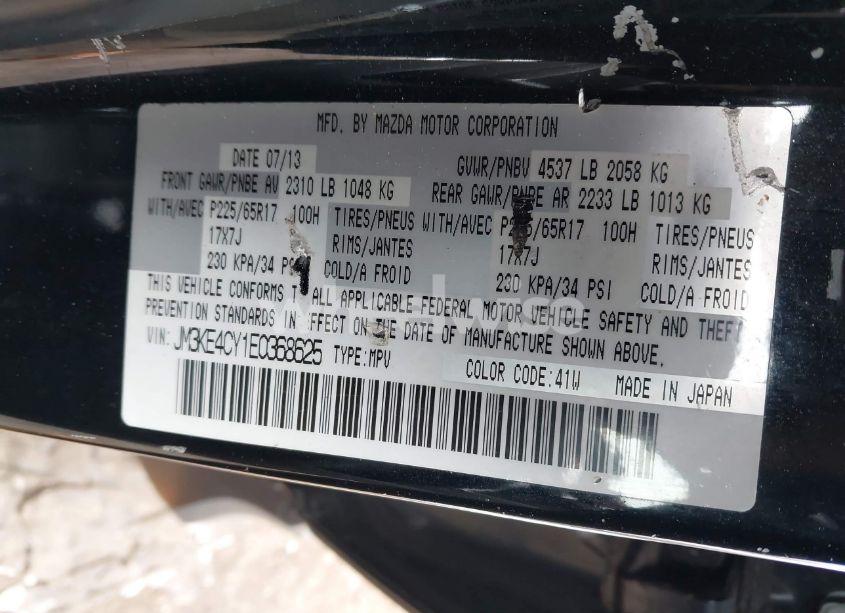 MFD. BY MAZDA MOTOR CORPORATION
DATE 07/13 GVWR/PNBV 4537 LB 2058 KG
FRONT GAWR/PNBE AV 2310 LB 1048 KG REAR GAWR/PNBE AR 2233 LB 1013 KG
WITH/AVEC P225/65R17 100H TIRES/PNEUS WITH/AVEC P225/65R17 100H TIRES/PNEUS
17X7J RIMS/JANTES 17X7J RIMS/JANTES
230 KPA/34 PSI COLD/A FROID 230 KPA/34 PSI COLD/A FROID
THIS VEHICLE CONFORMS TO ALL APPLICABLE FEDERAL MOTOR VEHICLE SAFETY AND THEFT
PREVENTION STANDARDS IN EFFECT ON THE DATE OF MANUFACTURE SHOWN ABOVE.
VIN: JM3KE4CY1E0368625 TYPE:MPV COLOR CODE:41W MADE IN JAPAN